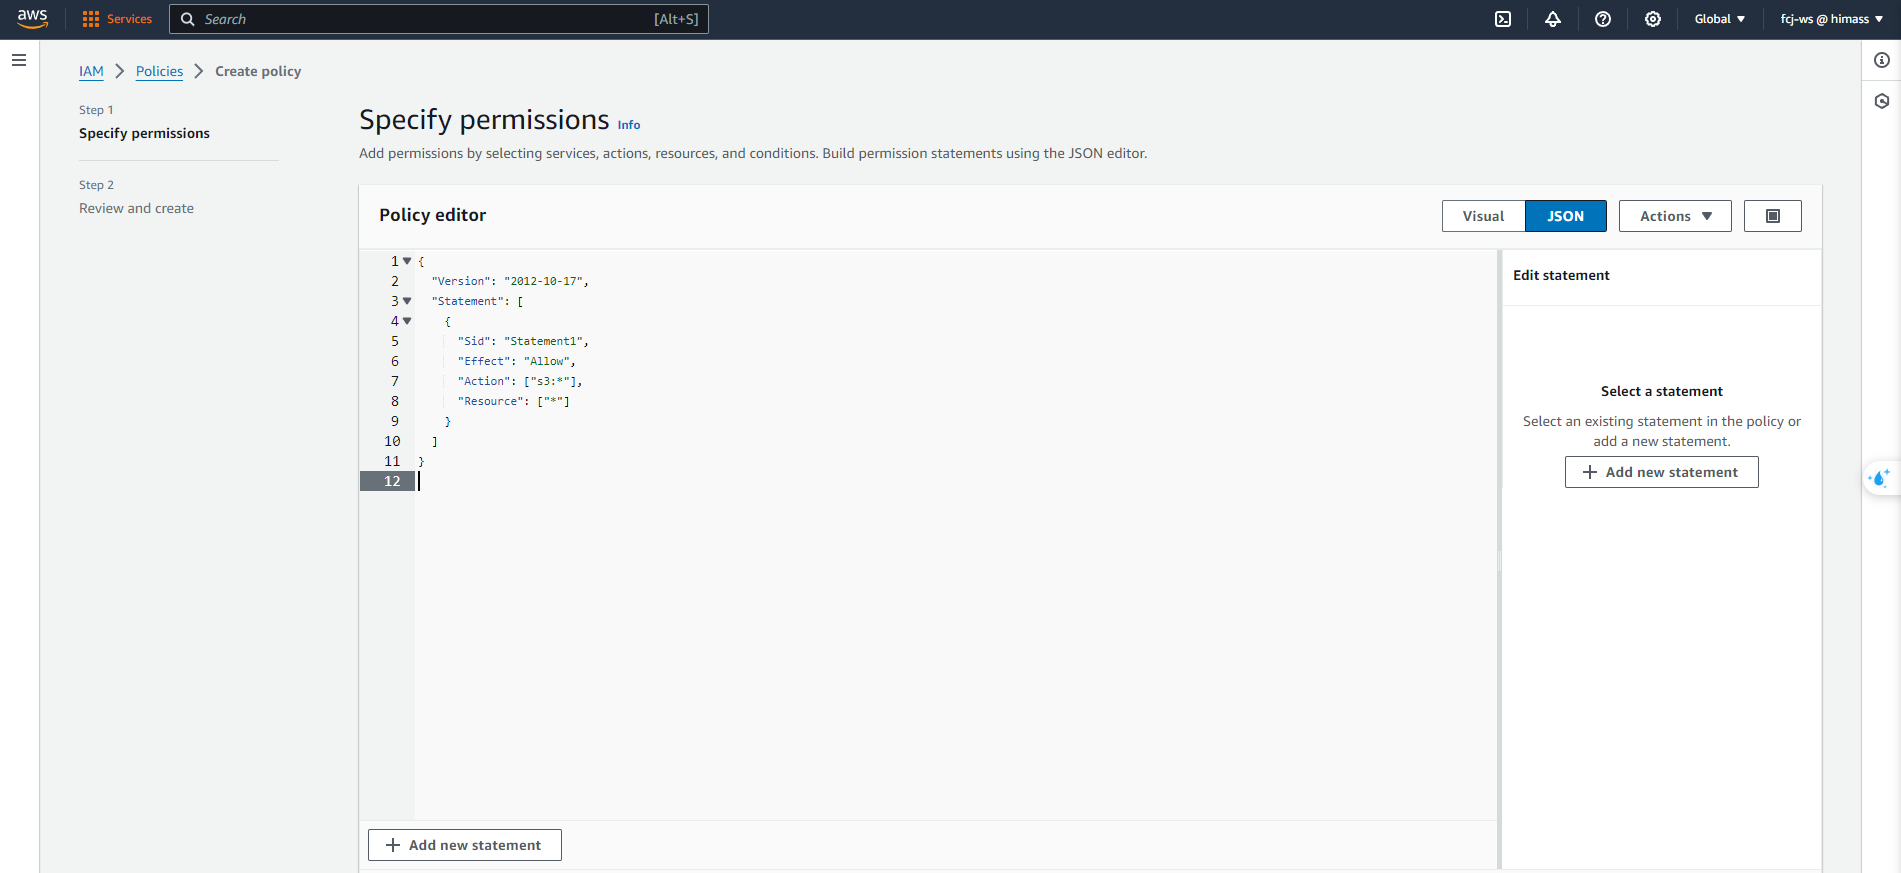 aws
Services
Search
[Alt+S]
Global
fcj-ws @ himass
IAM
Policies
Create policy
Step 1
Specify permissions
Step 2
Review and create
Specify permissions Info
Add permissions by selecting services, actions, resources, and conditions. Build permission statements using the JSON editor.
Policy editor
Visual
JSON
Actions
1 {
2 "Version": "2012-10-17",
3 "Statement": [
4 {
5 "Sid": "Statement1",
6 "Effect": "Allow",
7 "Action": ["s3:*"],
8 "Resource": ["*"]
9 }
10 ]
11 }
12
Add new statement
Edit statement
Select a statement
Select an existing statement in the policy or
add a new statement.
Add new statement